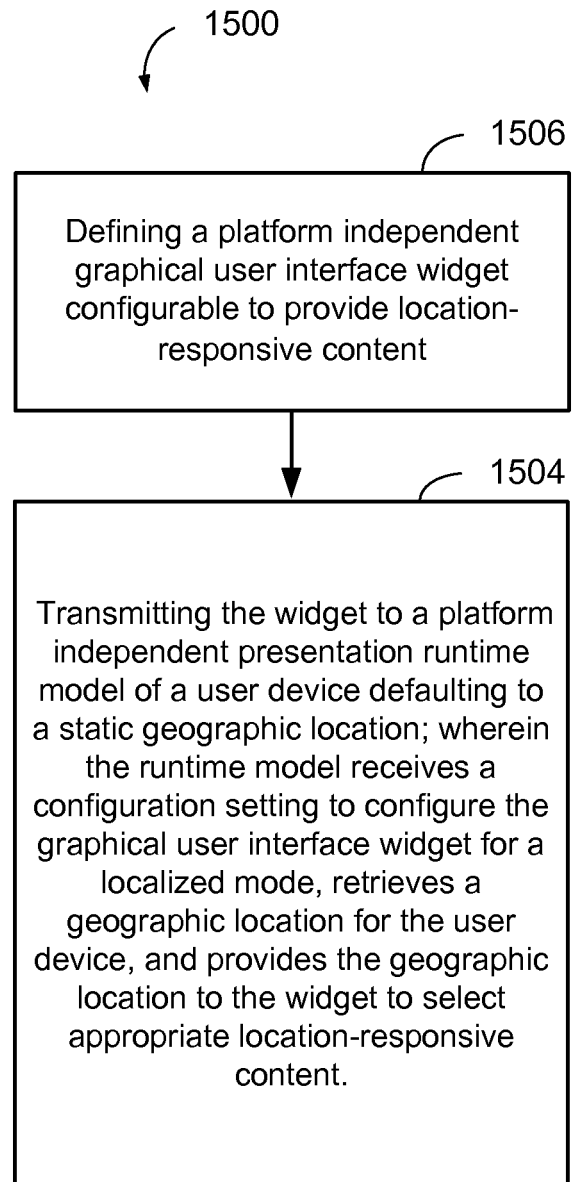 1500
1506
Defining a platform independent
graphical user interface widget
configurable to provide location-
responsive content
1504
Transmitting the widget to a platform
independent presentation runtime
model of a user device defaulting to
a static geographic location; wherein
the runtime model receives a
configuration setting to configure the
graphical user interface widget for a
localized mode, retrieves a
geographic location for the user
device, and provides the geographic
location to the widget to select
appropriate location-responsive
content.